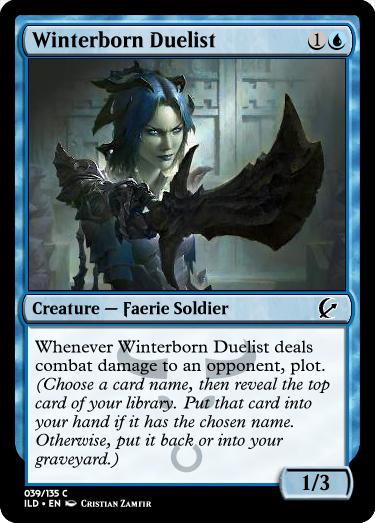 Winterborn Duelist 1
Creature — Faerie Soldier
Whenever Winterborn Duelist deals
combat damage to an opponent, plot.
(Choose a card name, then reveal the top
card of your library. Put that card into
your hand if it has the chosen name.
Otherwise, put it back or into your
graveyard.)
1/3
039/135 C
ILD • EN Cristian Zamfir